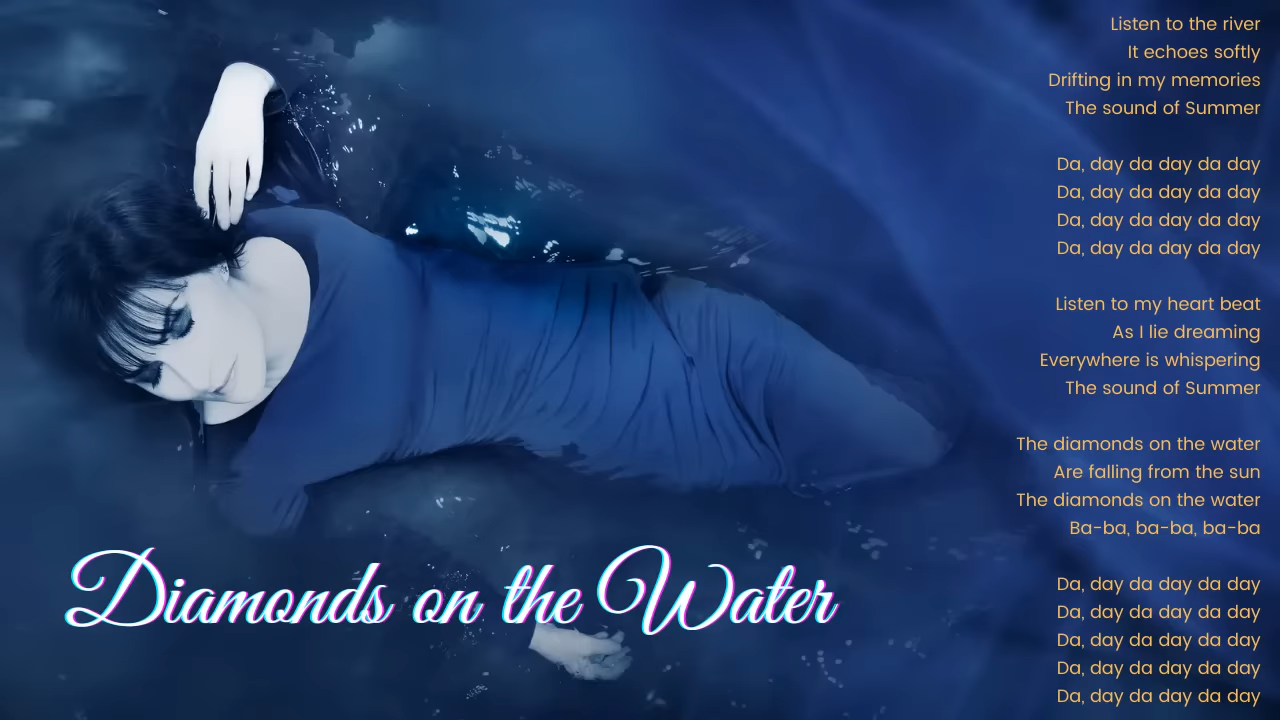 Listen to the river
It echoes softly
Drifting in my memories
The sound of Summer
Da, day da day da day
Da, day da day da day
Da, day da day da day
Da, day da day da day
Listen to my heart beat
As I lie dreaming
Everywhere is whispering
The sound of Summer
The diamonds on the water
Are falling from the sun
The diamonds on the water
Ba-ba, ba-ba, ba-ba
Da, day da day da day
Da, day da day da day
Da, day da day da day
Da, day da day da day
Da, day da day da day
Diamonds on the Water